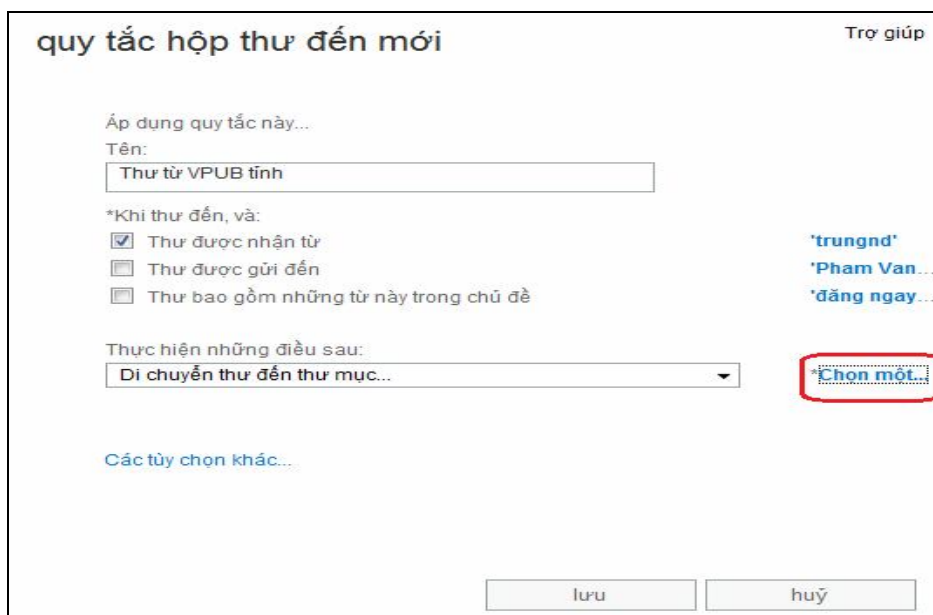 quy tắc hộp thư đến mới
Trợ giúp
Áp dụng quy tắc này...
Tên:
Thư từ VPUB tỉnh
*Khi thư đến, và:
Thư được nhận từ 'trungnd'
Thư được gửi đến 'Pham Van...
Thư bao gồm những từ này trong chủ đề 'đăng ngay...
Thực hiện những điều sau:
Di chuyển thư đến thư mục... *Chọn một...
Các tùy chọn khác...
lưu huỷ